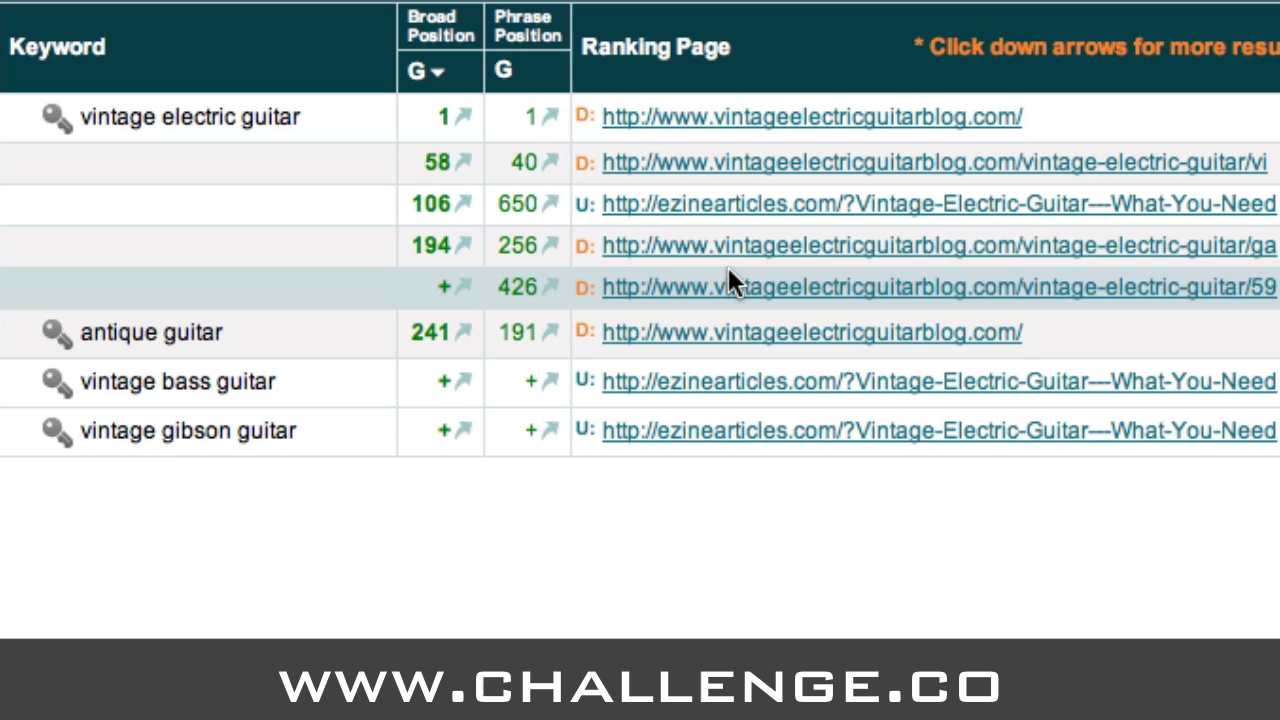 Keyword Broad Position Phrase Position Ranking Page * Click down arrows for more resu
G G
vintage electric guitar 1 1 D: http://www.vintageelectricguitarblog.com/
58 40 D: http://www.vintageelectricguitarblog.com/vintage-electric-guitar/vi
106 650 U: http://ezinearticles.com/?Vintage-Electric-Guitar---What-You-Need
194 256 D: http://www.vintageelectricguitarblog.com/vintage-electric-guitar/ga
+ 426 D: http://www.vintageelectricguitarblog.com/vintage-electric-guitar/59
antique guitar 241 191 D: http://www.vintageelectricguitarblog.com/
vintage bass guitar + + U: http://ezinearticles.com/?Vintage-Electric-Guitar---What-You-Need
vintage gibson guitar + + U: http://ezinearticles.com/?Vintage-Electric-Guitar---What-You-Need
WWW.CHALLENGE.CO